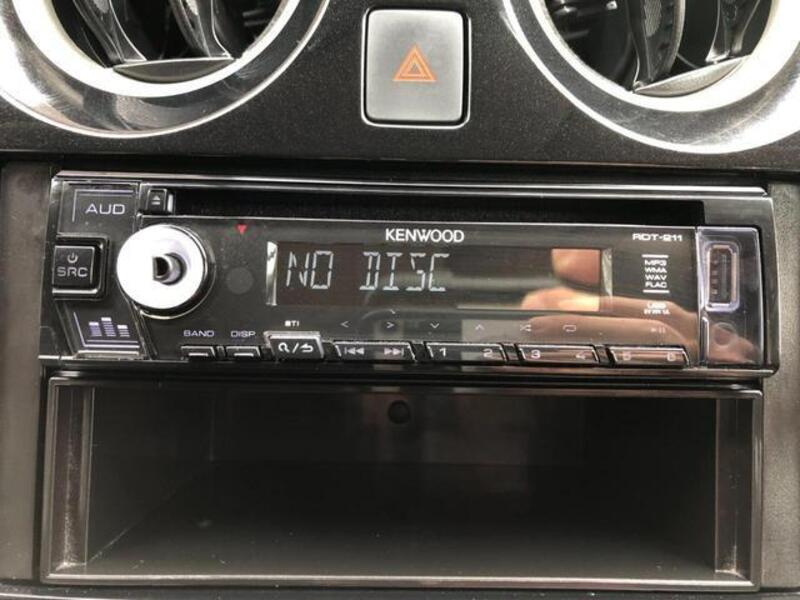 AUD
KENWOOD
RDT-211
SRC
NO DISC
MP3
WMA
WAV
FLAC
USB
BAND DISP
1 2 3 4 5 6